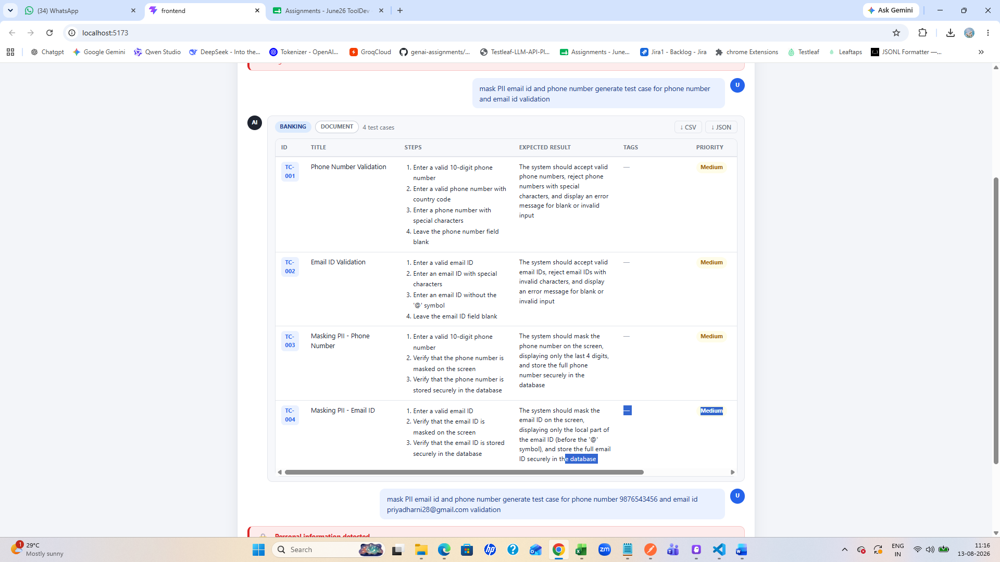 (34) WhatsApp
frontend
Assignments - June26 ToolDev
Ask Gemini
localhost:5173
Chatgpt
Google Gemini
Qwen Studio
DeepSeek - Into the...
Tokenizer - OpenAI...
GroqCloud
genai-assignments/...
Testleaf-LLM-API-Pl...
Assignments - June...
Jira1 - Backlog - Jira
chrome Extensions
Testleaf
Leaftaps
JSONL Formatter —...
mask PII email id and phone number generate test case for phone number
and email id validation
U
AI
BANKING
DOCUMENT
4 test cases
↓ CSV
↓ JSON
ID TITLE STEPS EXPECTED RESULT TAGS PRIORITY
TC-
001
Phone Number Validation
1. Enter a valid 10-digit phone
number
2. Enter a valid phone number with
country code
3. Enter a phone number with
special characters
4. Leave the phone number field
blank
The system should accept valid
phone numbers, reject phone
numbers with special
characters, and display an error
message for blank or invalid
input
—
Medium
TC-
002
Email ID Validation
1. Enter a valid email ID
2. Enter an email ID with special
characters
3. Enter an email ID without the
'@' symbol
4. Leave the email ID field blank
The system should accept valid
email IDs, reject email IDs with
invalid characters, and display
an error message for blank or
invalid input
—
Medium
TC-
003
Masking PII - Phone
Number
1. Enter a valid 10-digit phone
number
2. Verify that the phone number is
masked on the screen
3. Verify that the phone number is
stored securely in the database
The system should mask the
phone number on the screen,
displaying only the last 4 digits,
and store the full phone
number securely in the
database
—
Medium
TC-
004
Masking PII - Email ID
1. Enter a valid email ID
2. Verify that the email ID is
masked on the screen
3. Verify that the email ID is stored
securely in the database
The system should mask the
email ID on the screen,
displaying only the local part of
the email ID (before the '@'
symbol), and store the full email
ID securely in the database
—
Medium
mask PII email id and phone number generate test case for phone number 9876543456 and email id
priyadharni28@gmail.com validation
U
Personal information detected
1
29°C
Mostly sunny
Search
hp
zm
ENG
IN
11:16
13-08-2026